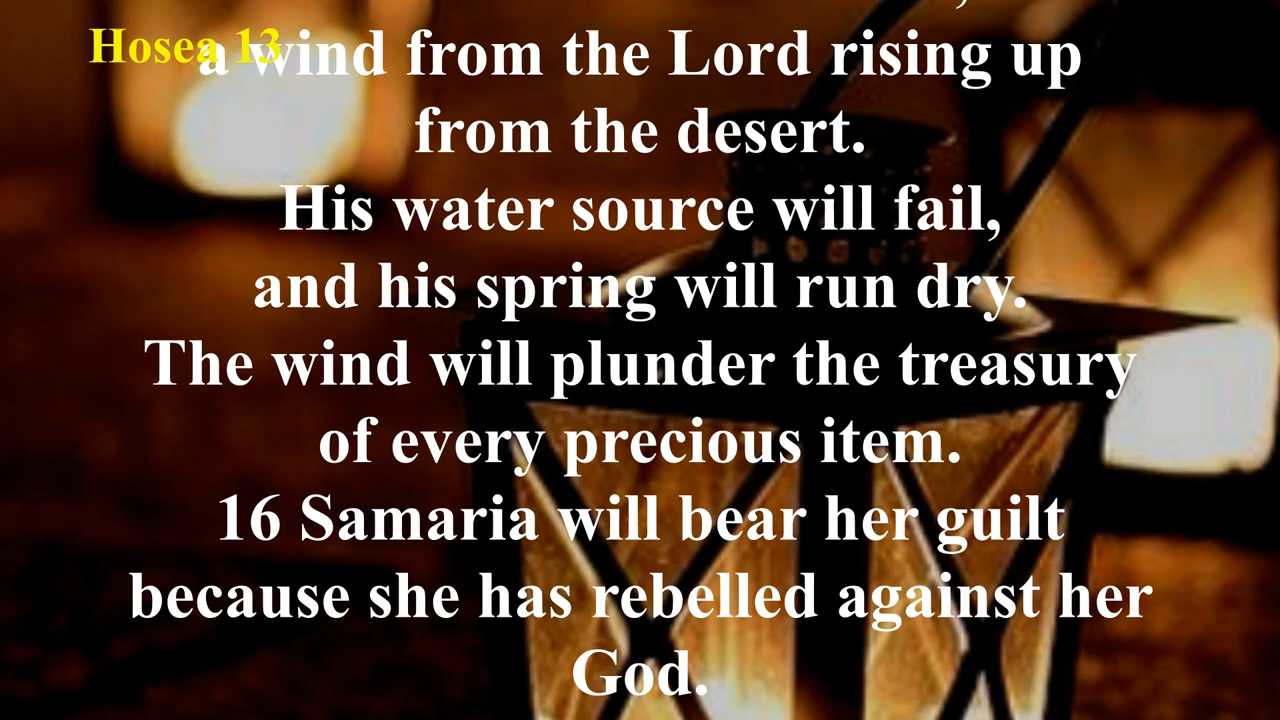 Hosea 13
a wind from the Lord rising up
from the desert.
His water source will fail,
and his spring will run dry.
The wind will plunder the treasury
of every precious item.
16 Samaria will bear her guilt
because she has rebelled against her
God.